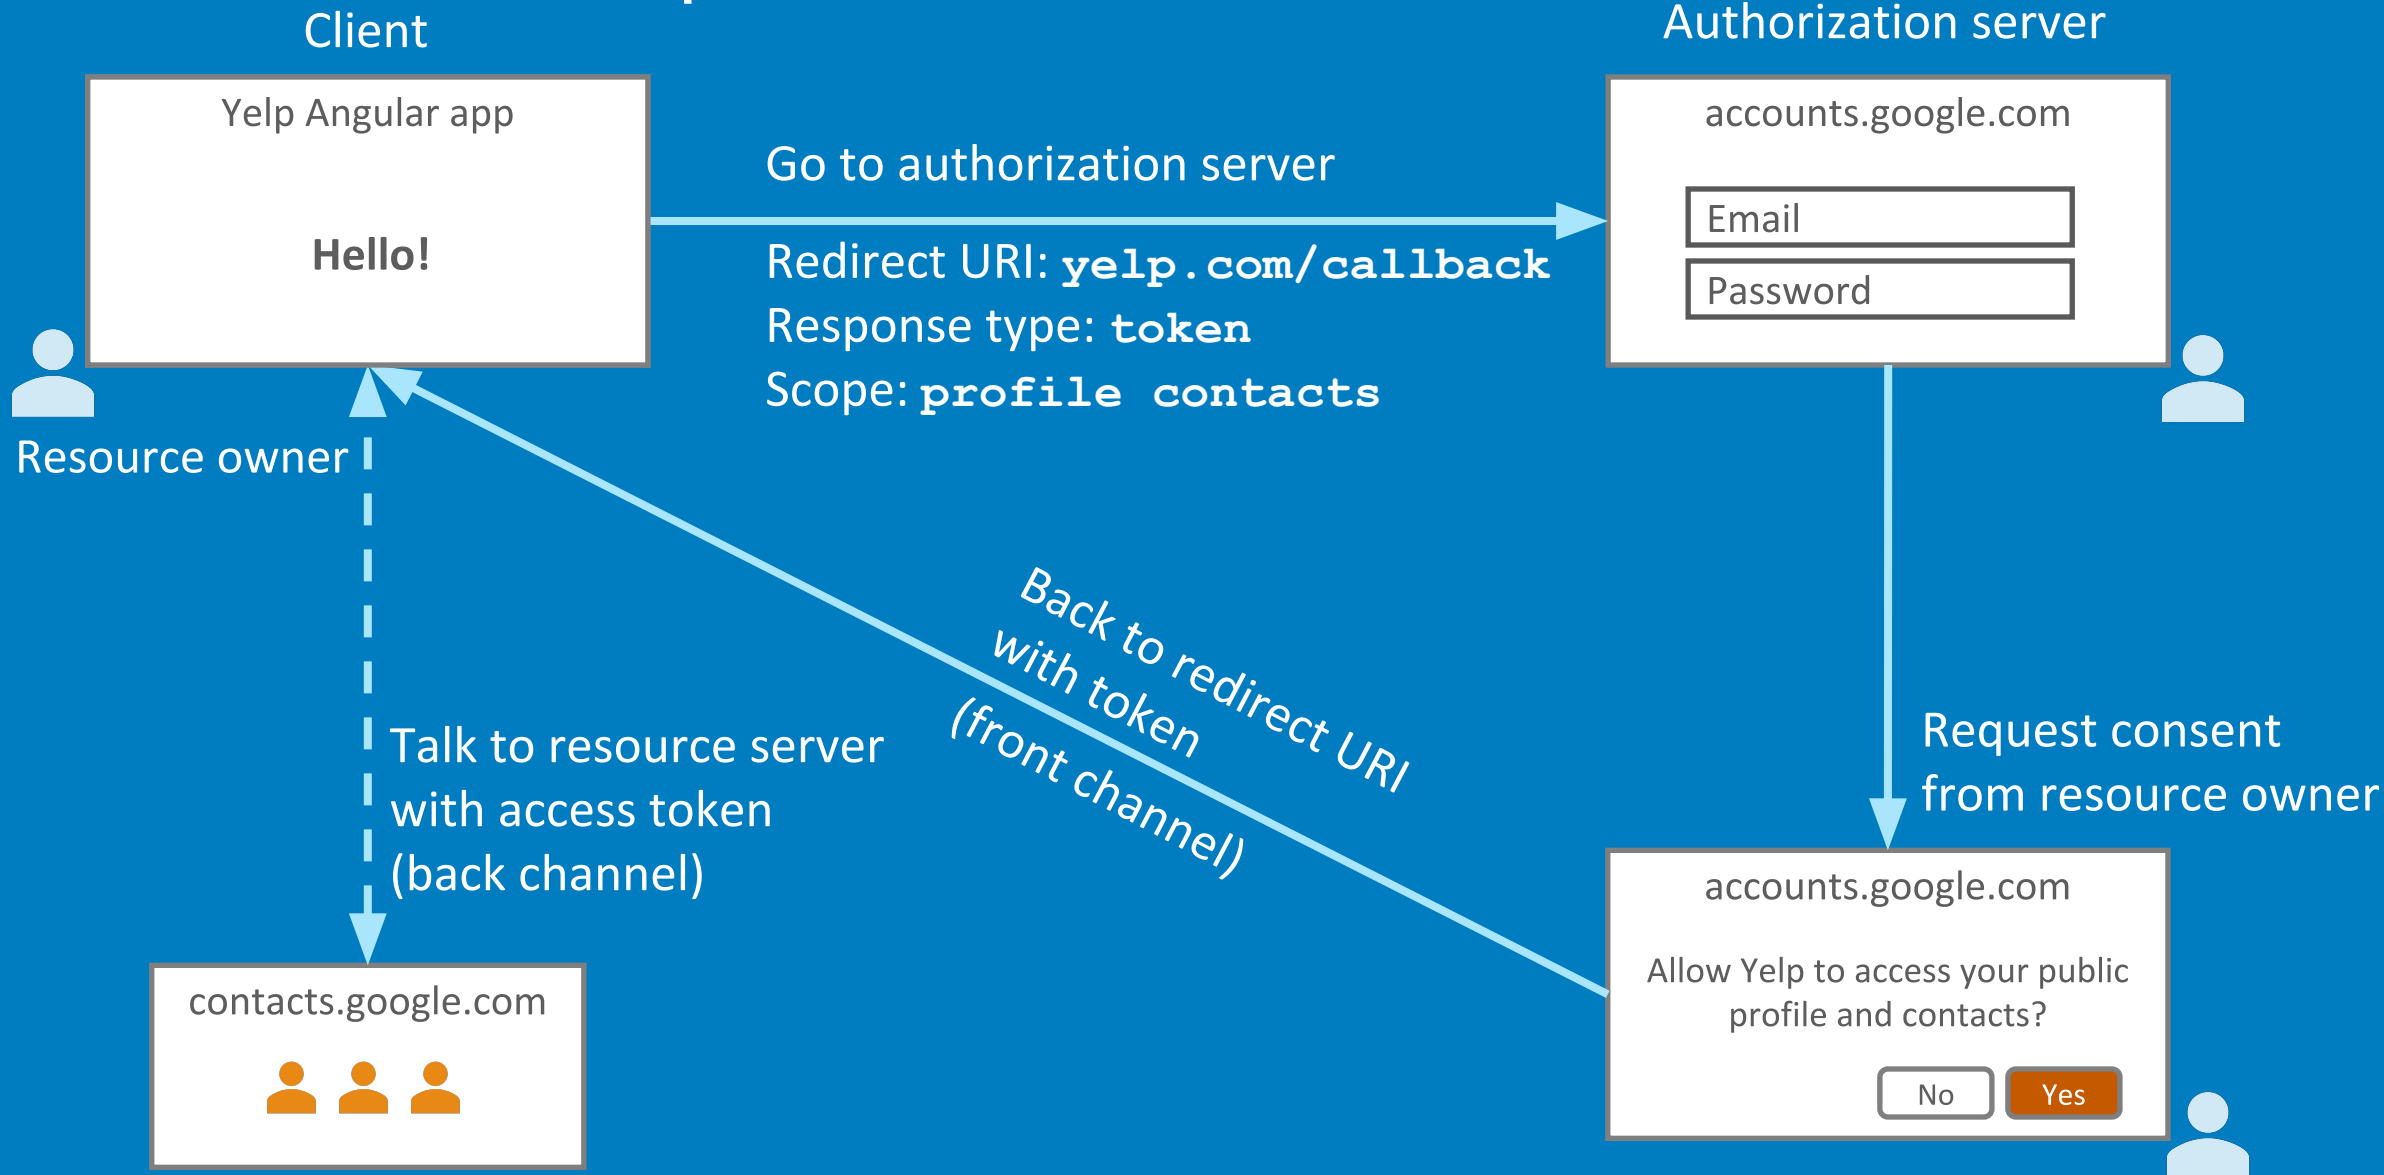 Client
Authorization server
Yelp Angular app
Hello!
Go to authorization server
Redirect URI: yelp.com/callback
Response type: token
Scope: profile contacts
accounts.google.com
Email
Password
Resource owner
Back to redirect URI
with token
(front channel)
Talk to resource server
with access token
(back channel)
Request consent
from resource owner
contacts.google.com
accounts.google.com
Allow Yelp to access your public
profile and contacts?
No
Yes